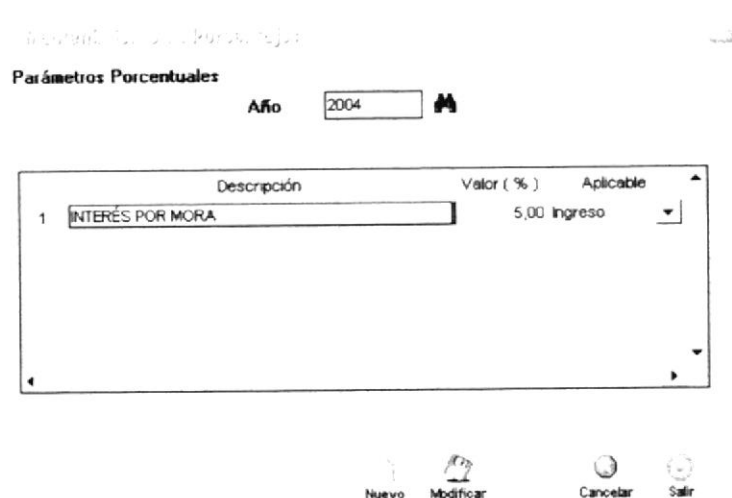 Parámetros Porcentuales
Año 2004
Descripción Valor ( % ) Aplicable
1 INTERÉS POR MORA 5,00 Ingreso
Nuevo Modificar Cancelar Salir